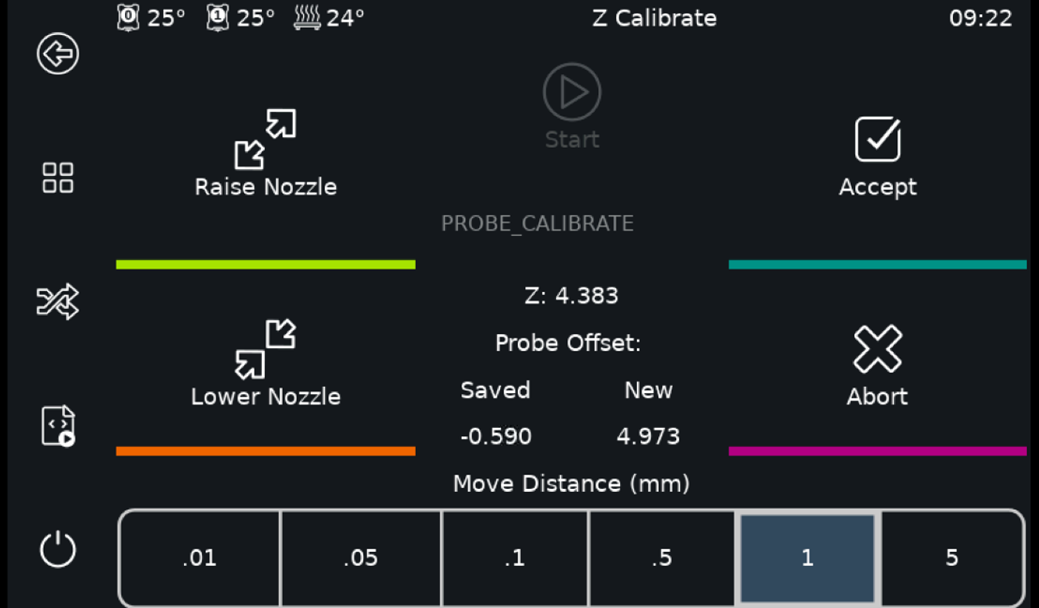 0 25° 1 25° 24° Z Calibrate 09:22
Start
Raise Nozzle
Accept
PROBE_CALIBRATE
Z: 4.383
Probe Offset:
Lower Nozzle
Saved New
Abort
-0.590 4.973
Move Distance (mm)
.01 .05 .1 .5 1 5